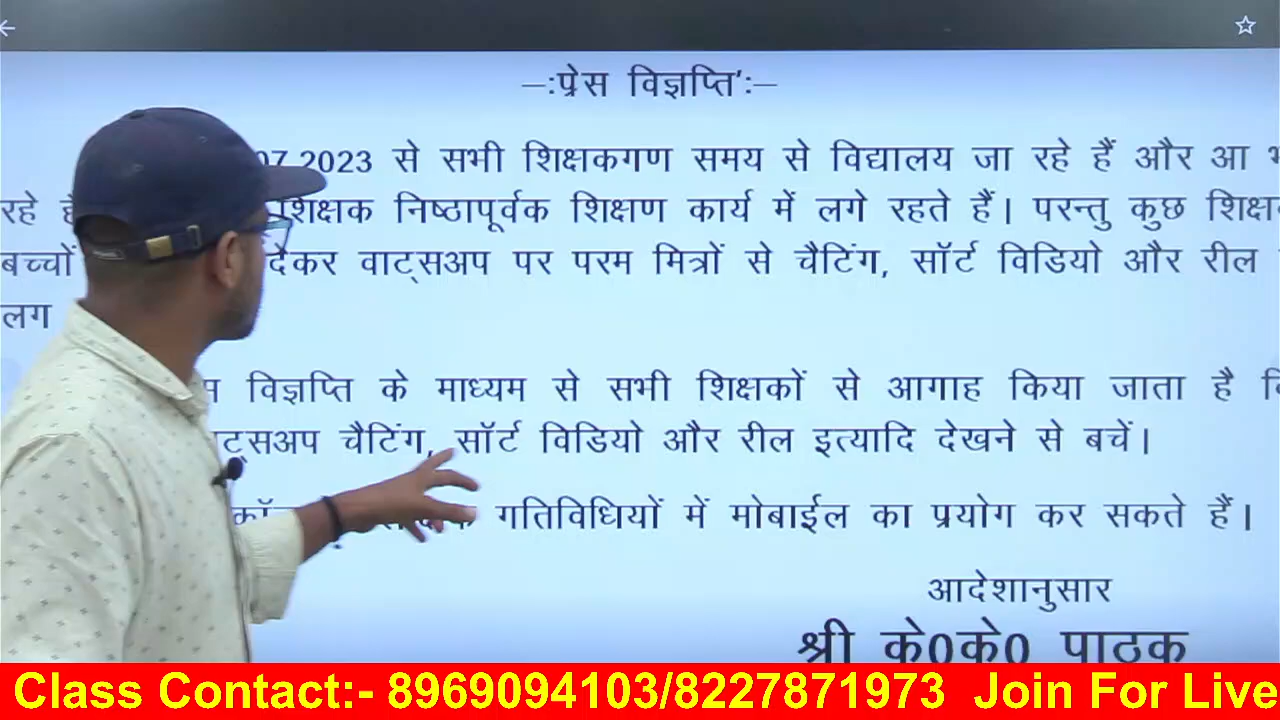 –:प्रेस विज्ञप्ति':–
07.2023 से सभी शिक्षकगण समय से विद्यालय जा रहे हैं और आ
रहे शिक्षक निष्ठापूर्वक शिक्षण कार्य में लगे रहते हैं। परन्तु कुछ
बच्चों देकर वाट्सअप पर परम मित्रों से चैटिंग, सॉर्ट विडियो और रील
लग
विज्ञप्ति के माध्यम से सभी शिक्षकों से आगाह किया जाता है
चैटिंग, सॉर्ट विडियो और रील इत्यादि देखने से बचें।
गतिविधियों में मोबाईल का प्रयोग कर सकते हैं।
आदेशानुसार
श्री के0के0 पाठक
Class Contact:- 8969094103/8227871973 Join For Live